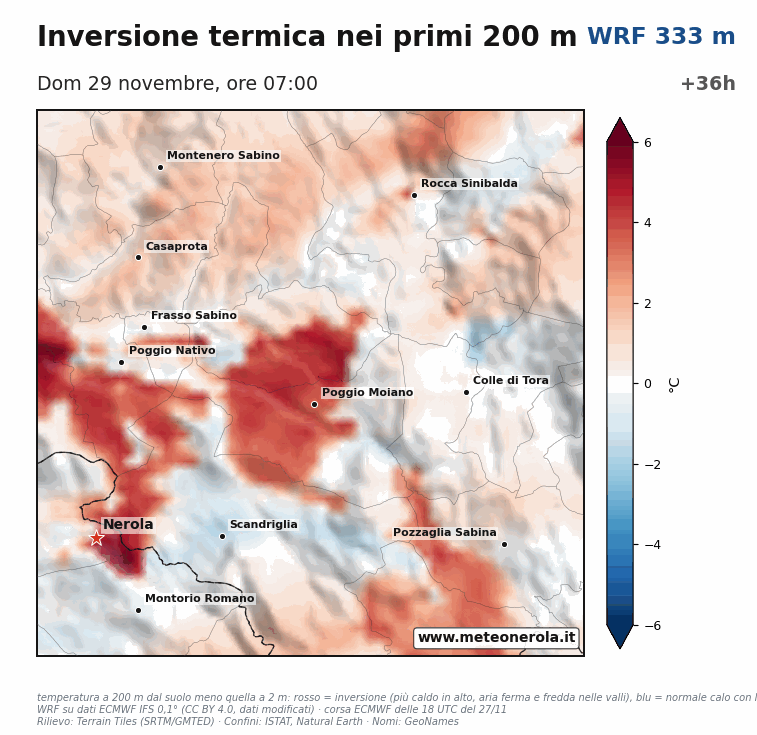 Inversione termica nei primi 200 m WRF 333 m
Dom 29 novembre, ore 07:00 +36h
Montenero Sabino
Rocca Sinibalda
Casaprota
Frasso Sabino
Poggio Nativo
Colle di Tora
Poggio Moiano
Nerola
Scandriglia
Pozzaglia Sabina
Montorio Romano
www.meteonerola.it
6
4
2
0
−2
−4
−6
°C
temperatura a 200 m dal suolo meno quella a 2 m: rosso = inversione (più caldo in alto, aria ferma e fredda nelle valli), blu = normale calo con l
WRF su dati ECMWF IFS 0,1° (CC BY 4.0, dati modificati) · corsa ECMWF delle 18 UTC del 27/11
Rilievo: Terrain Tiles (SRTM/GMTED) · Confini: ISTAT, Natural Earth · Nomi: GeoNames